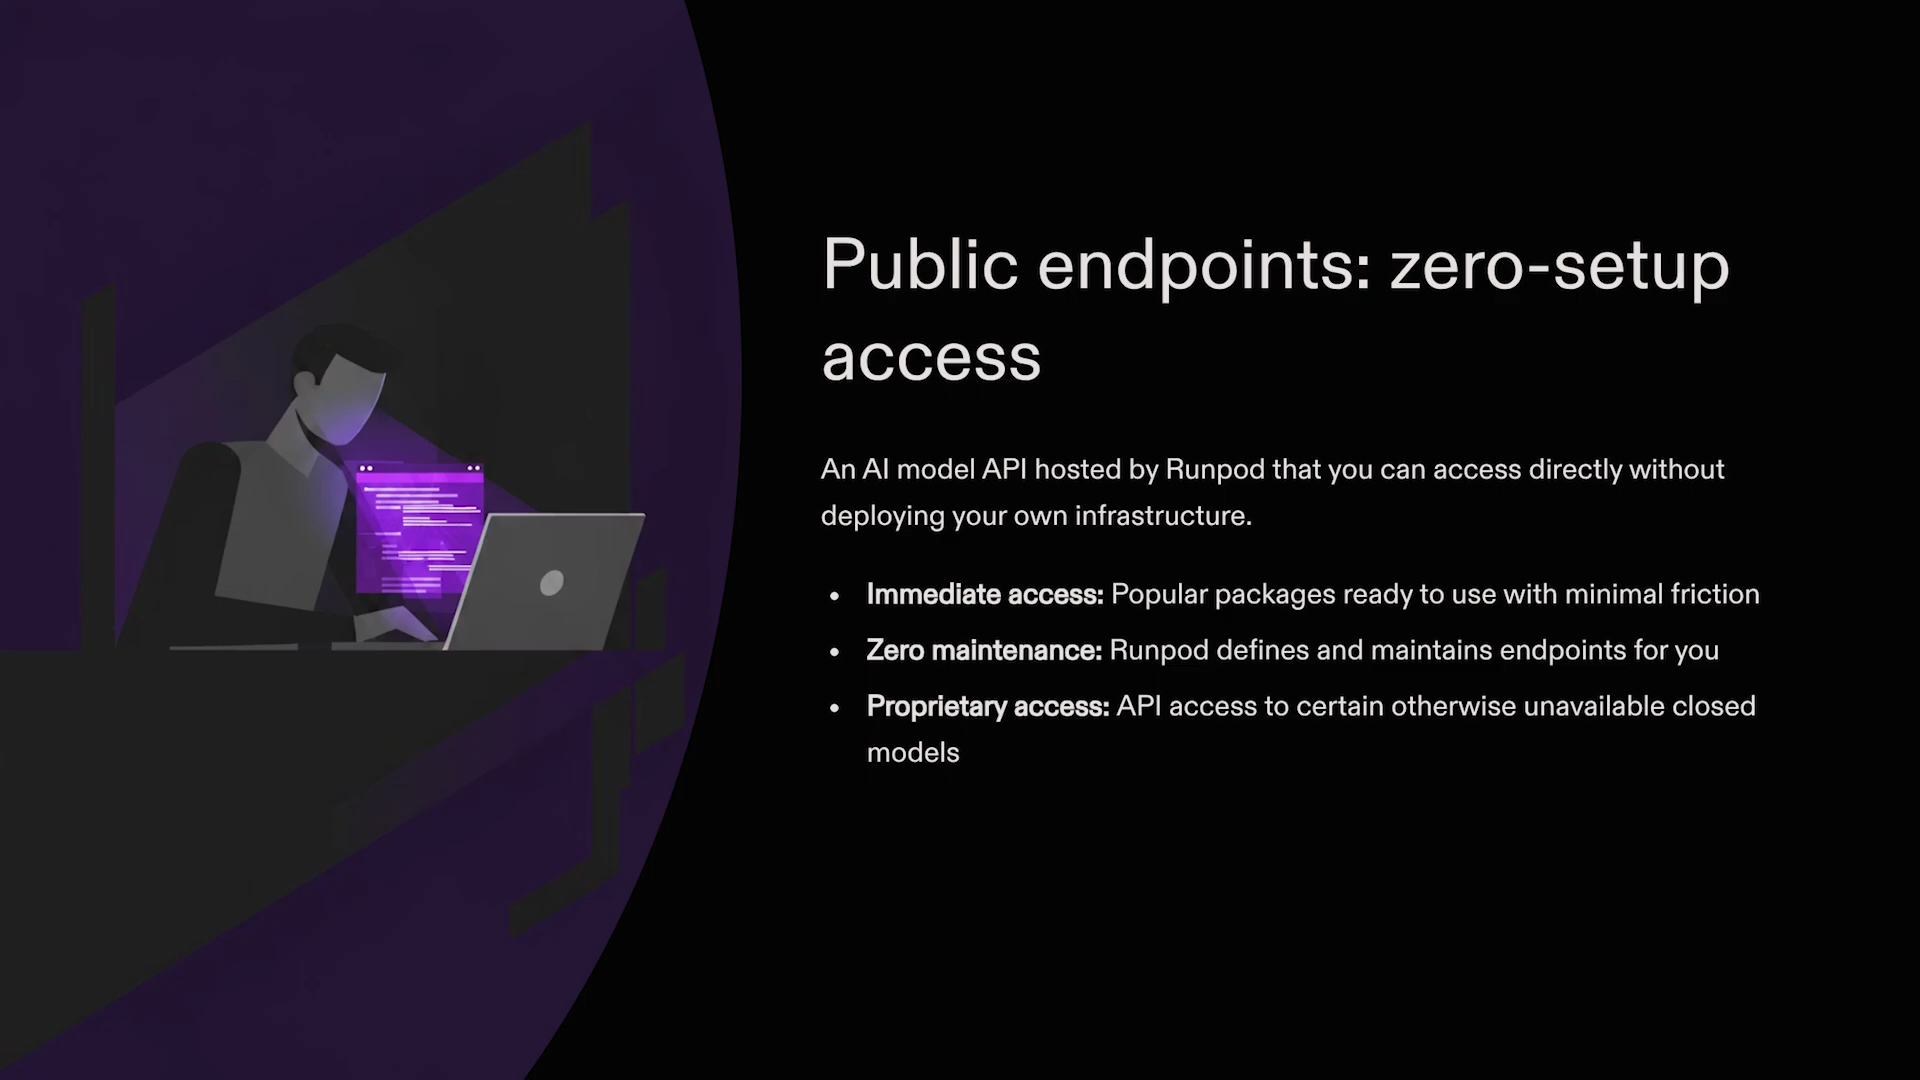 Public endpoints: zero-setup
access
An AI model API hosted by Runpod that you can access directly without
deploying your own infrastructure.
• Immediate access: Popular packages ready to use with minimal friction
• Zero maintenance: Runpod defines and maintains endpoints for you
• Proprietary access: API access to certain otherwise unavailable closed
models